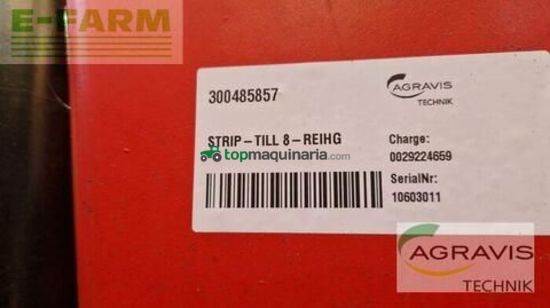 E-FARM
300485857
AGRAVIS
TECHNIK
STRIP-TILL 8-REIHG
Charge:
0029224659
topmaquinaria.com
SerialNr:
10603011
AGRAVIS
TECHNIK